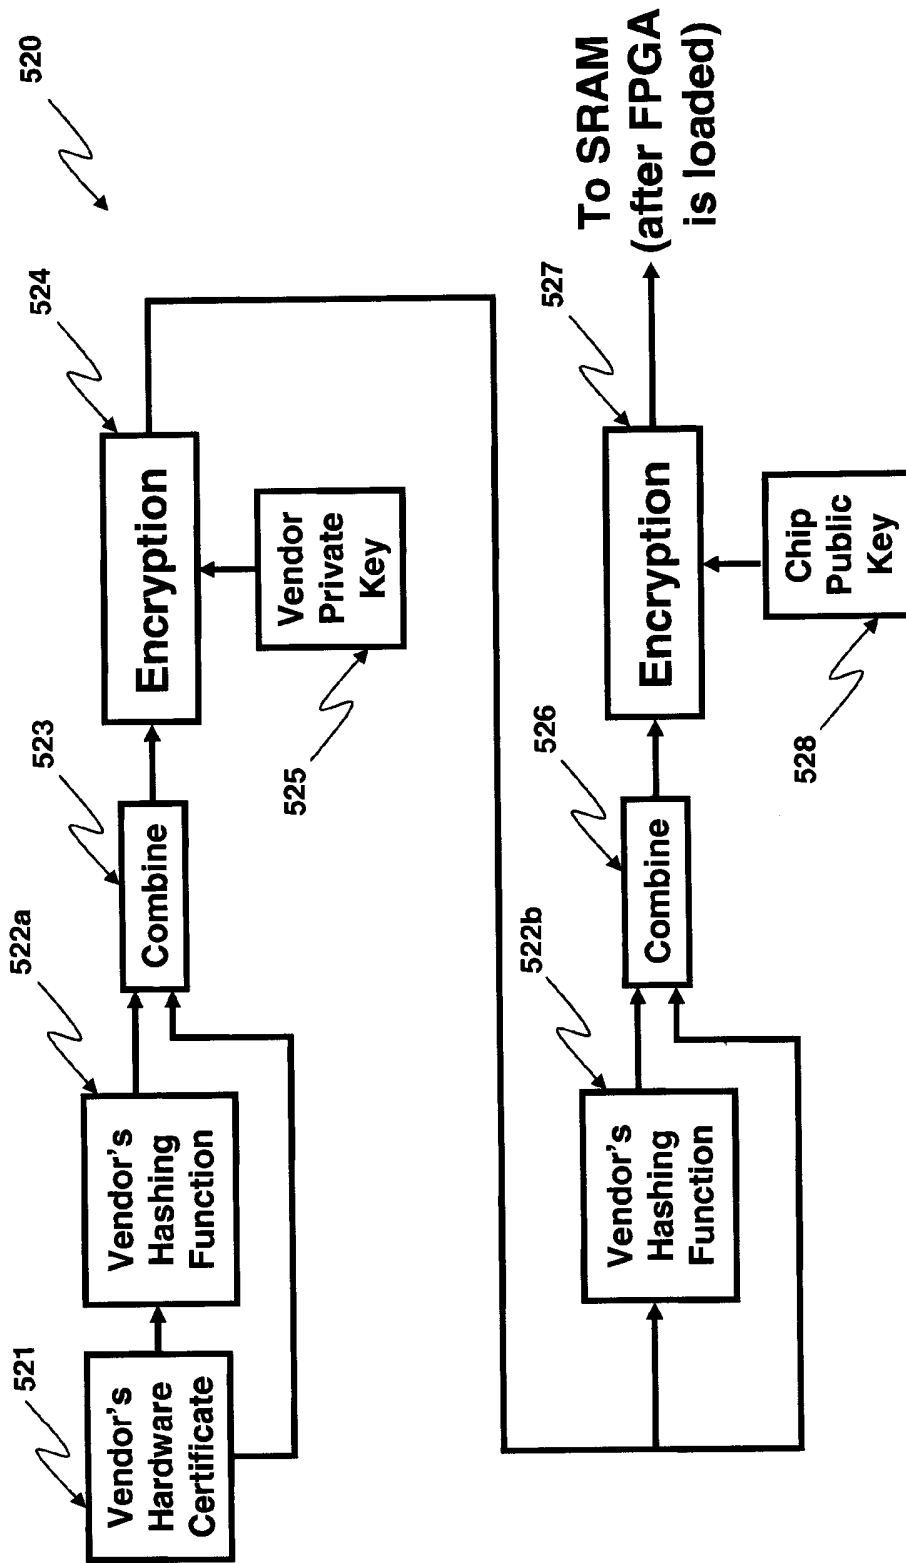 520
521
Vendor's
Hardware
Certificate
522a
Vendor's
Hashing
Function
523
Combine
524
Encryption
525
Vendor
Private
Key
522b
Vendor's
Hashing
Function
526
Combine
527
Encryption
528
Chip
Public
Key
To SRAM
(after FPGA
is loaded)